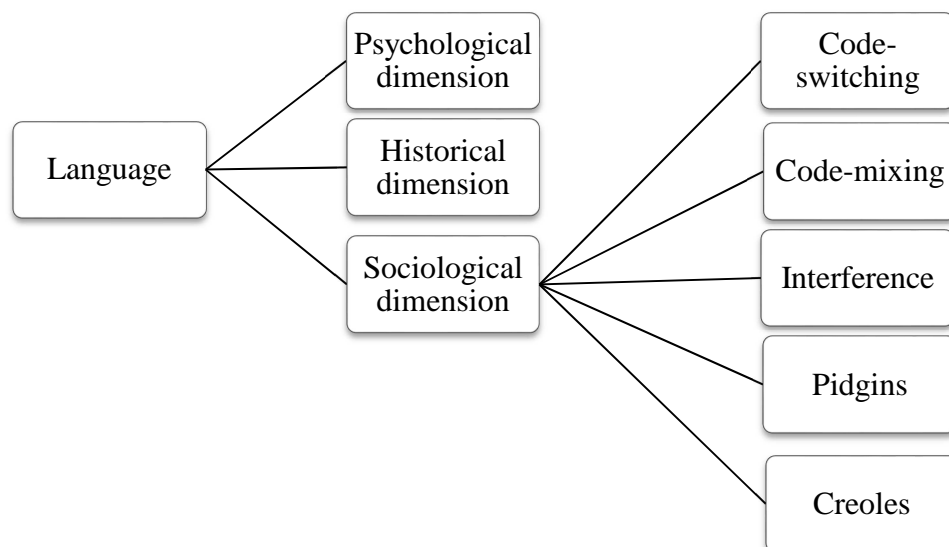 Language
Psychological
dimension
Historical
dimension
Sociological
dimension
Code-
switching
Code-mixing
Interference
Pidgins
Creoles